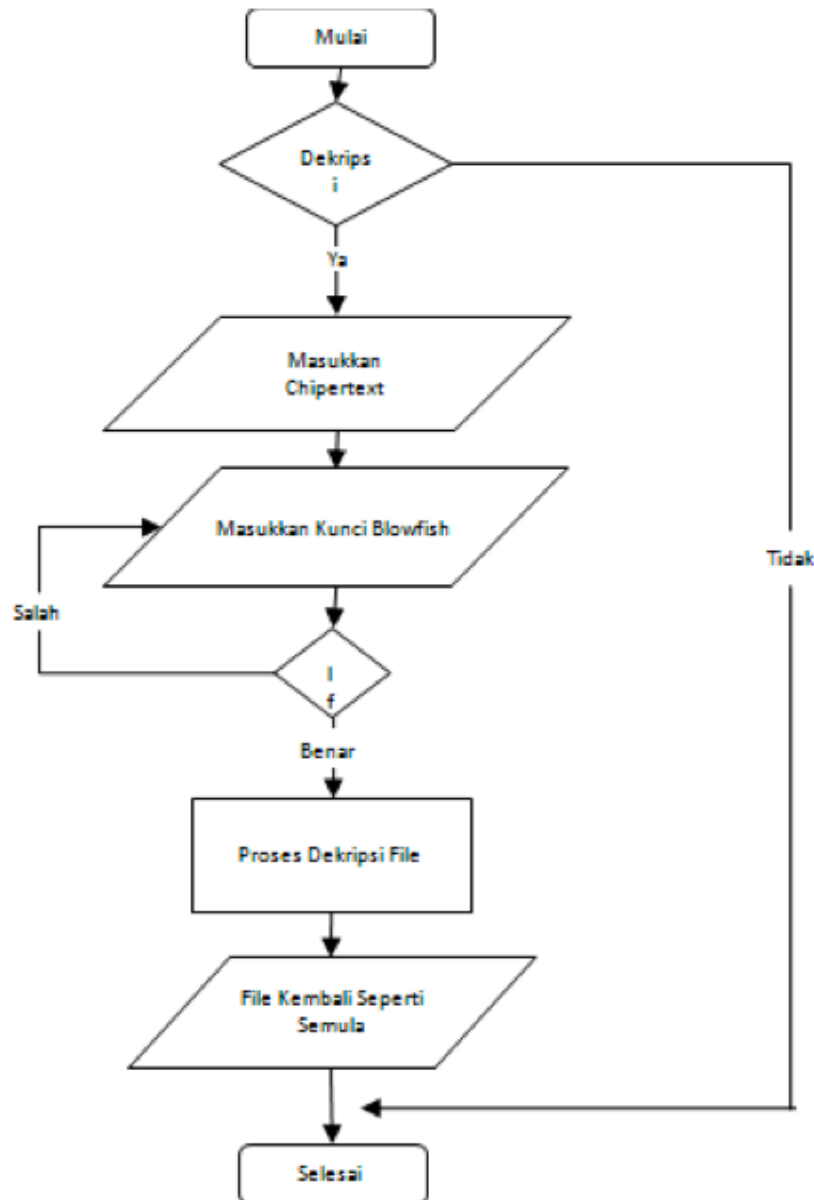 Mulai
Dekrips
i
Ya
Masukkan
Chipertext
Masukkan Kunci Blowfish
Tidak
Salah
I
f
Benar
Proses Dekripsi File
File Kembali Seperti
Semula
Selesai